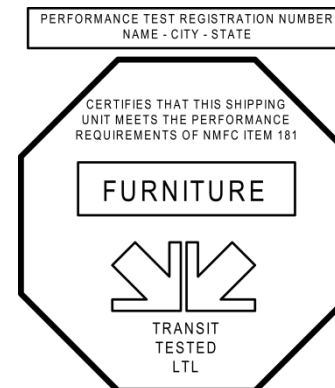 PERFORMANCE TEST REGISTRATION NUMBER
NAME - CITY - STATE
CERTIFIES THAT THIS SHIPPING
UNIT MEETS THE PERFORMANCE
REQUIREMENTS OF NMFC ITEM 181
FURNITURE
TRANSIT
TESTED
LTL